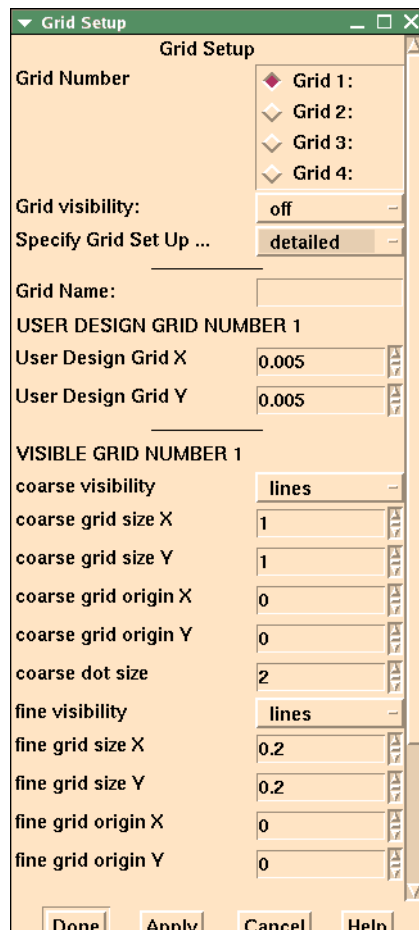 Grid Setup
Grid Setup
Grid Number
Grid 1:
Grid 2:
Grid 3:
Grid 4:
Grid visibility: off
Specify Grid Set Up ... detailed
Grid Name:
USER DESIGN GRID NUMBER 1
User Design Grid X 0.005
User Design Grid Y 0.005
VISIBLE GRID NUMBER 1
coarse visibility lines
coarse grid size X 1
coarse grid size Y 1
coarse grid origin X 0
coarse grid origin Y 0
coarse dot size 2
fine visibility lines
fine grid size X 0.2
fine grid size Y 0.2
fine grid origin X 0
fine grid origin Y 0
Done Apply Cancel Help